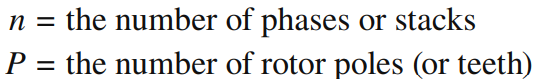 n = the number of phases or stacks
P = the number of rotor poles (or teeth)